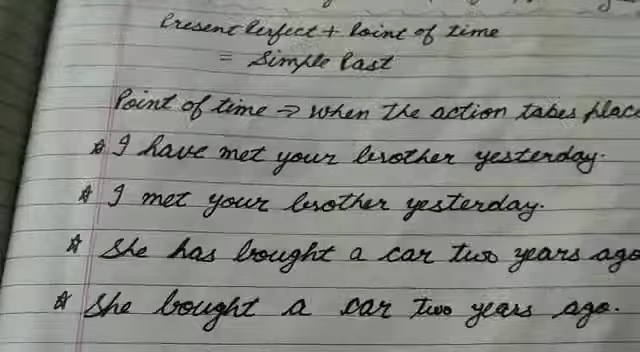 Present Perfect + Point of time
= Simple Past
Point of time → when the action takes place
☆ I have met your brother yesterday.
☆ I met your brother yesterday.
☆ She has bought a car two years ago
☆ She bought a car two years ago.